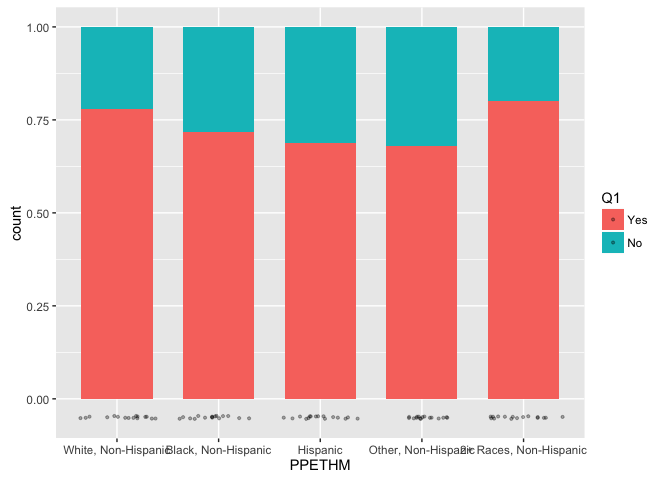 1.00
0.75
0.50
0.25
0.00
count
White, Non-Hispanic
Black, Non-Hispanic
Hispanic
Other, Non-Hispanic
2+ Races, Non-Hispanic
PPETHM
Q1
Yes
No